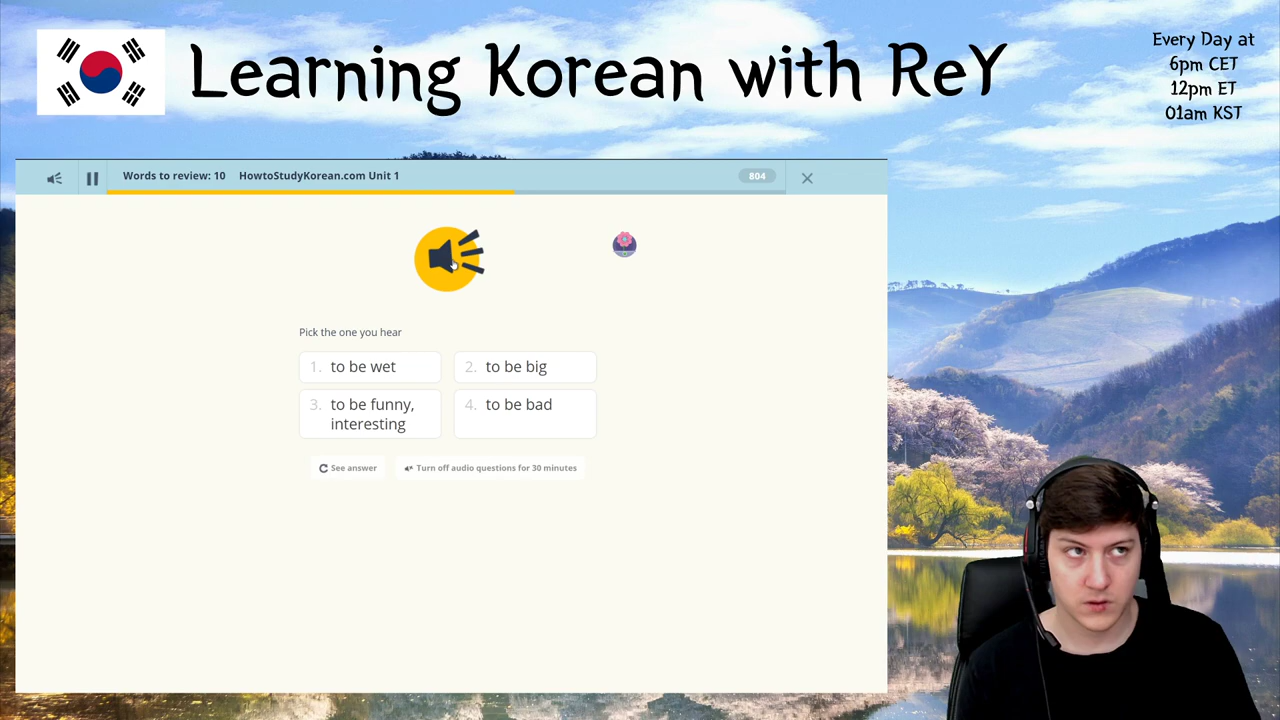 Learning Korean with ReY
Every Day at
6pm CET
12pm ET
01am KST
Words to review: 10 HowtoStudyKorean.com Unit 1
804
Pick the one you hear
1. to be wet
2. to be big
3. to be funny,
interesting
4. to be bad
See answer
Turn off audio questions for 30 minutes